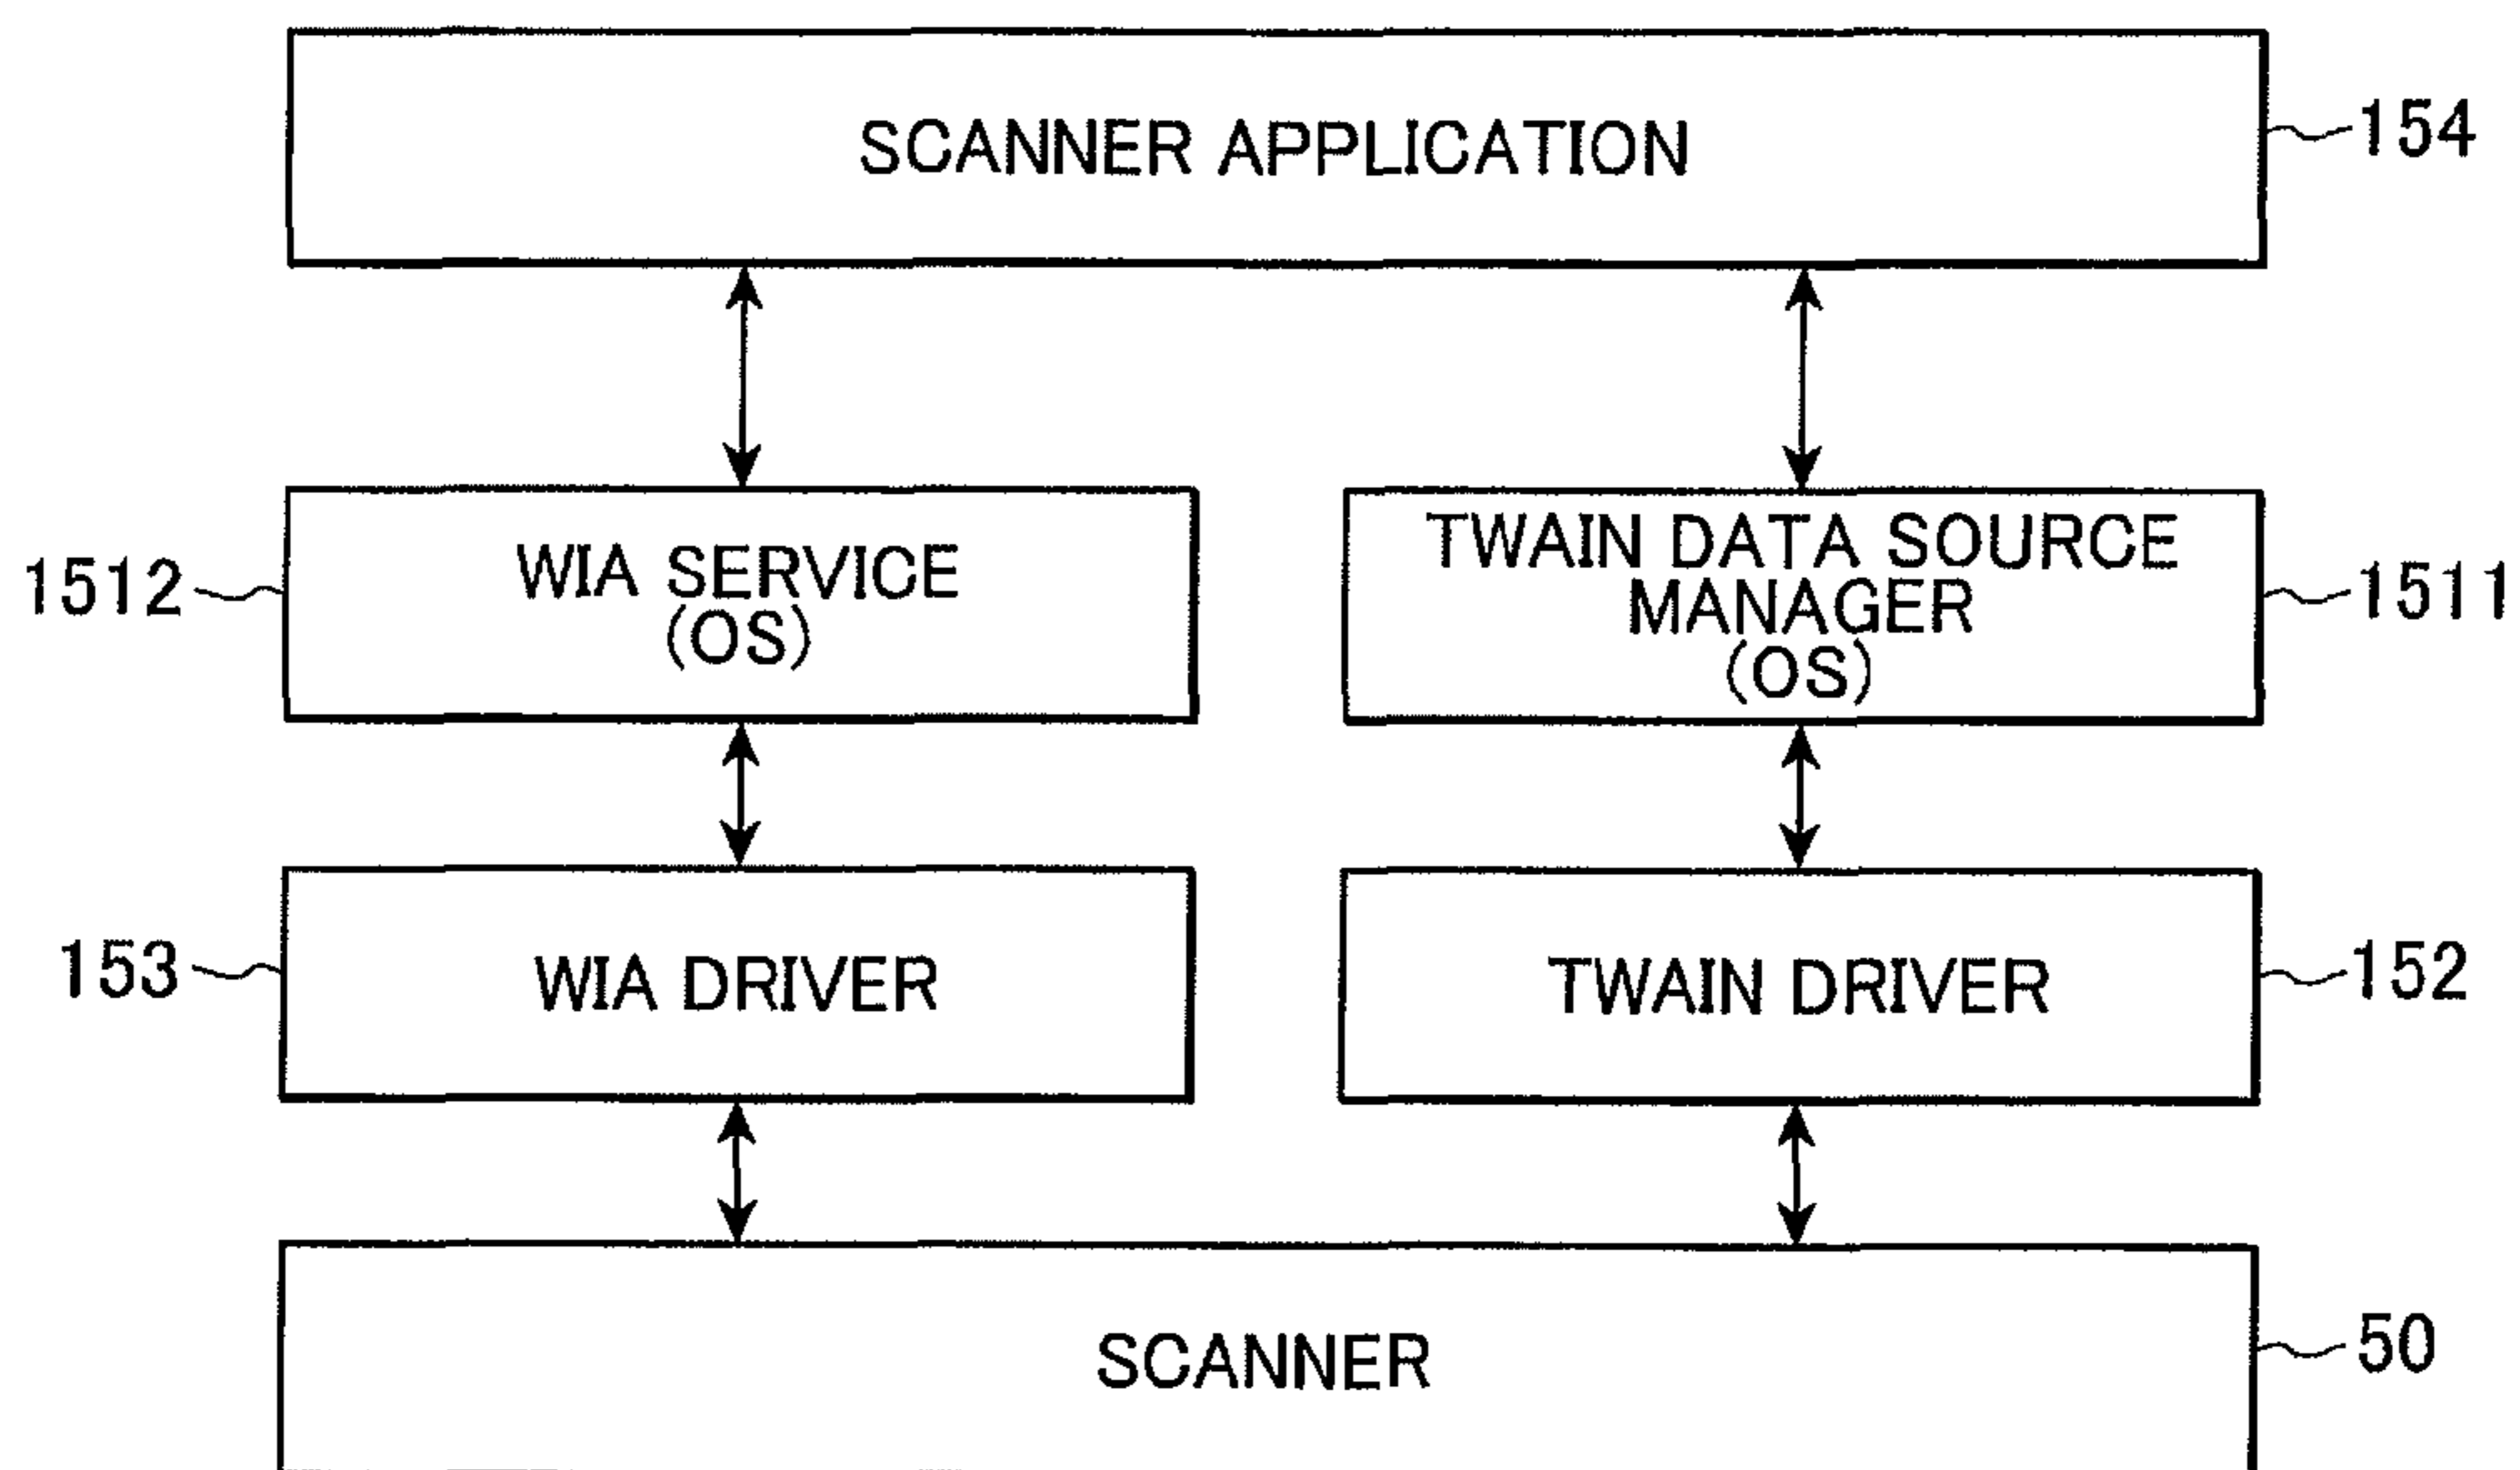 SCANNER APPLICATION
154
WIA SERVICE
(OS)
1512
TWAIN DATA SOURCE
MANAGER
(OS)
1511
WIA DRIVER
153
TWAIN DRIVER
152
SCANNER
50